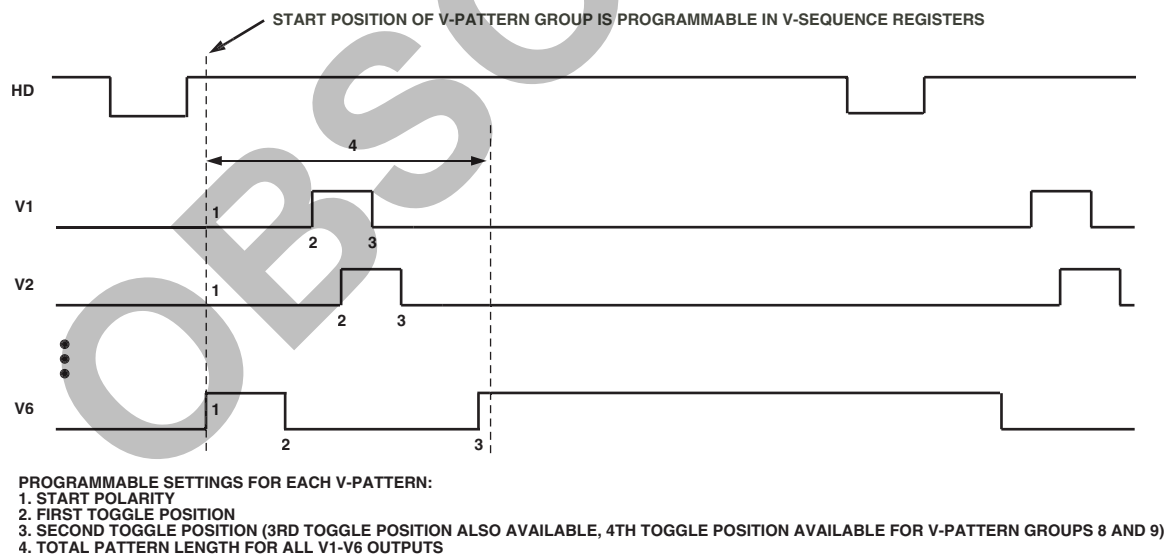 START POSITION OF V-PATTERN GROUP IS PROGRAMMABLE IN V-SEQUENCE REGISTERS
HD
4
V1
1
2
3
V2
1
2
3
V6
1
2
3
PROGRAMMABLE SETTINGS FOR EACH V-PATTERN:
1. START POLARITY
2. FIRST TOGGLE POSITION
3. SECOND TOGGLE POSITION (3RD TOGGLE POSITION ALSO AVAILABLE, 4TH TOGGLE POSITION AVAILABLE FOR V-PATTERN GROUPS 8 AND 9)
4. TOTAL PATTERN LENGTH FOR ALL V1-V6 OUTPUTS
OBSO